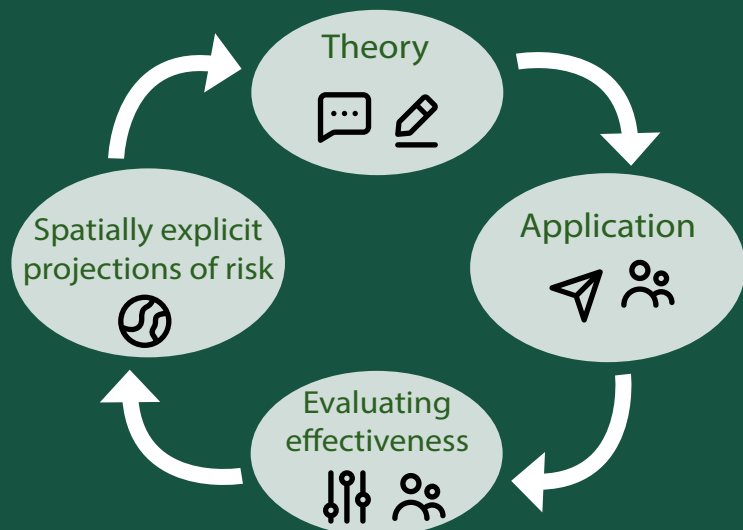 Theory
Application
Evaluating
effectiveness
Spatially explicit
projections of risk